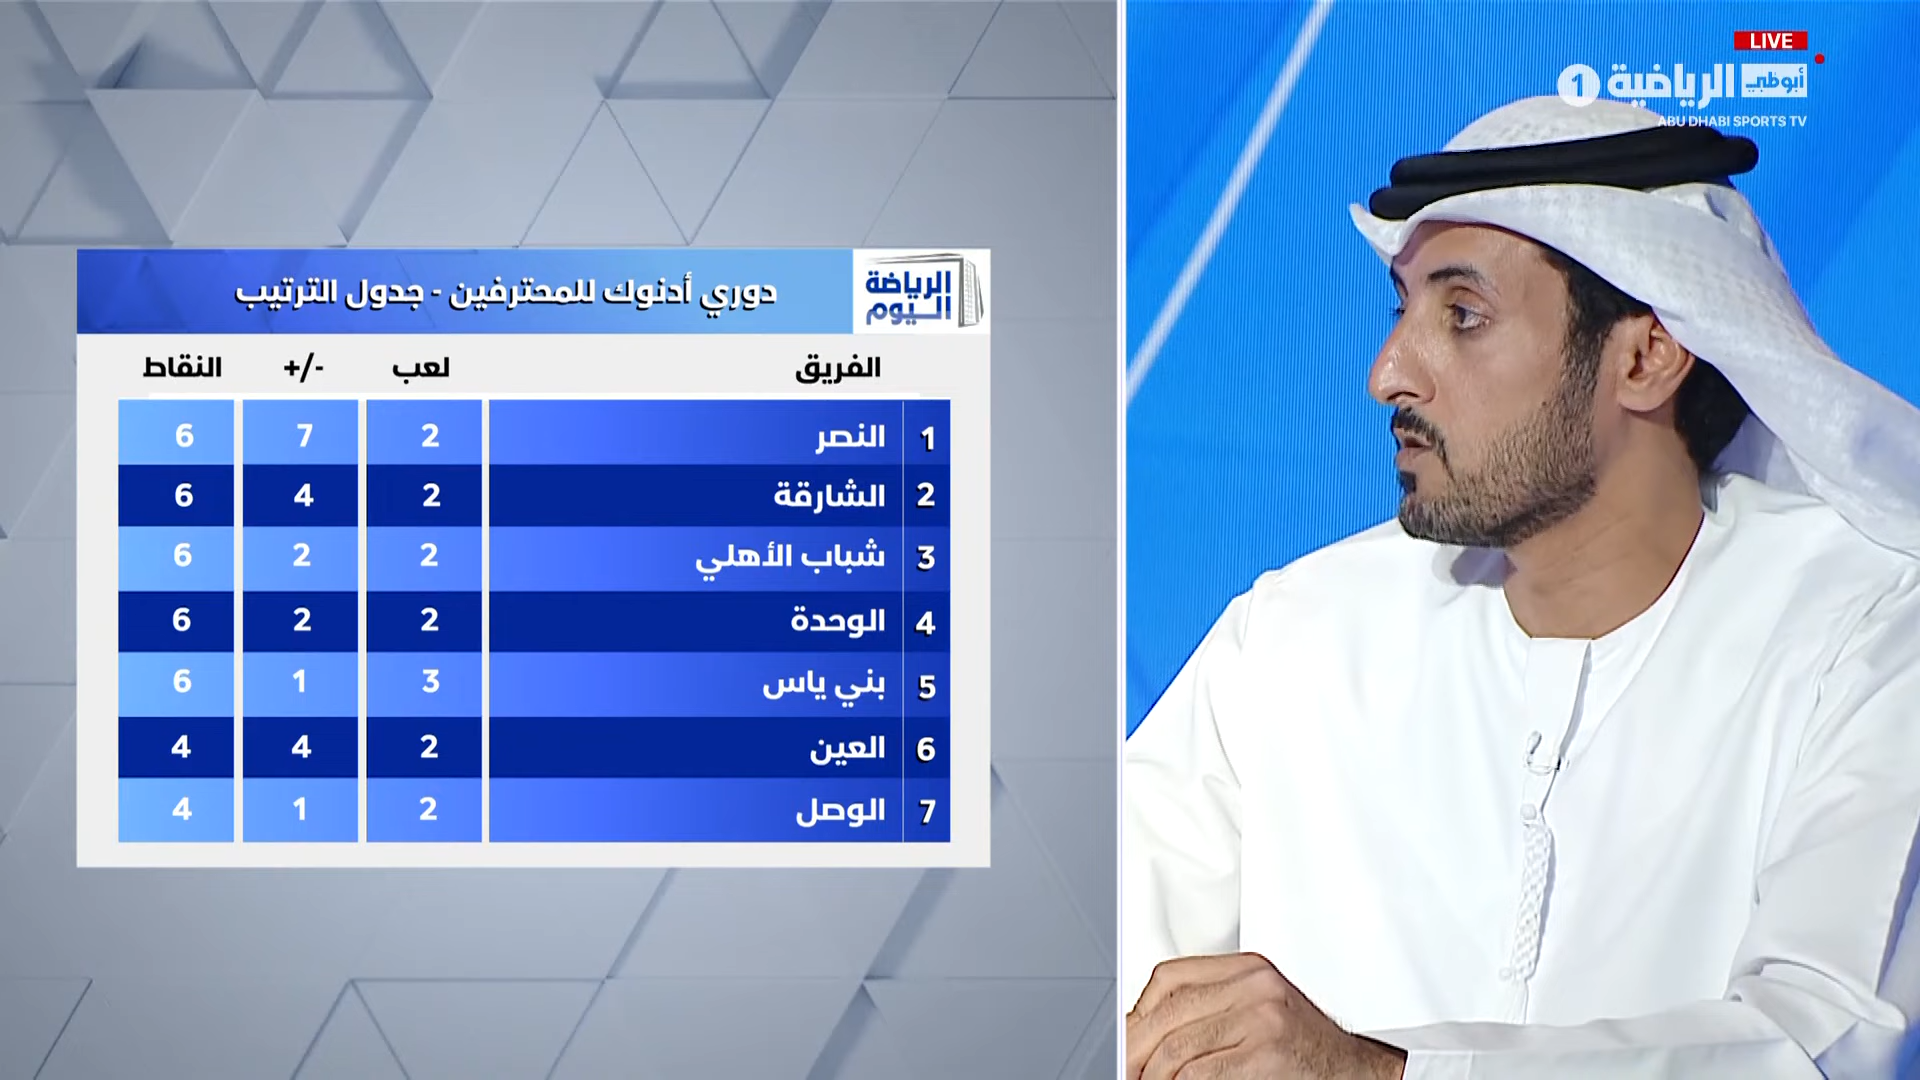 LIVE
أبوظبي الرياضية 1
ABU DHABI SPORTS TV
الرياضة
اليوم
دوري أدنوك للمحترفين - جدول الترتيب
الفريق لعب -/+ النقاط
1 النصر 2 7 6
2 الشارقة 2 4 6
3 شباب الأهلي 2 2 6
4 الوحدة 2 2 6
5 بني ياس 3 1 6
6 العين 2 4 4
7 الوصل 2 1 4